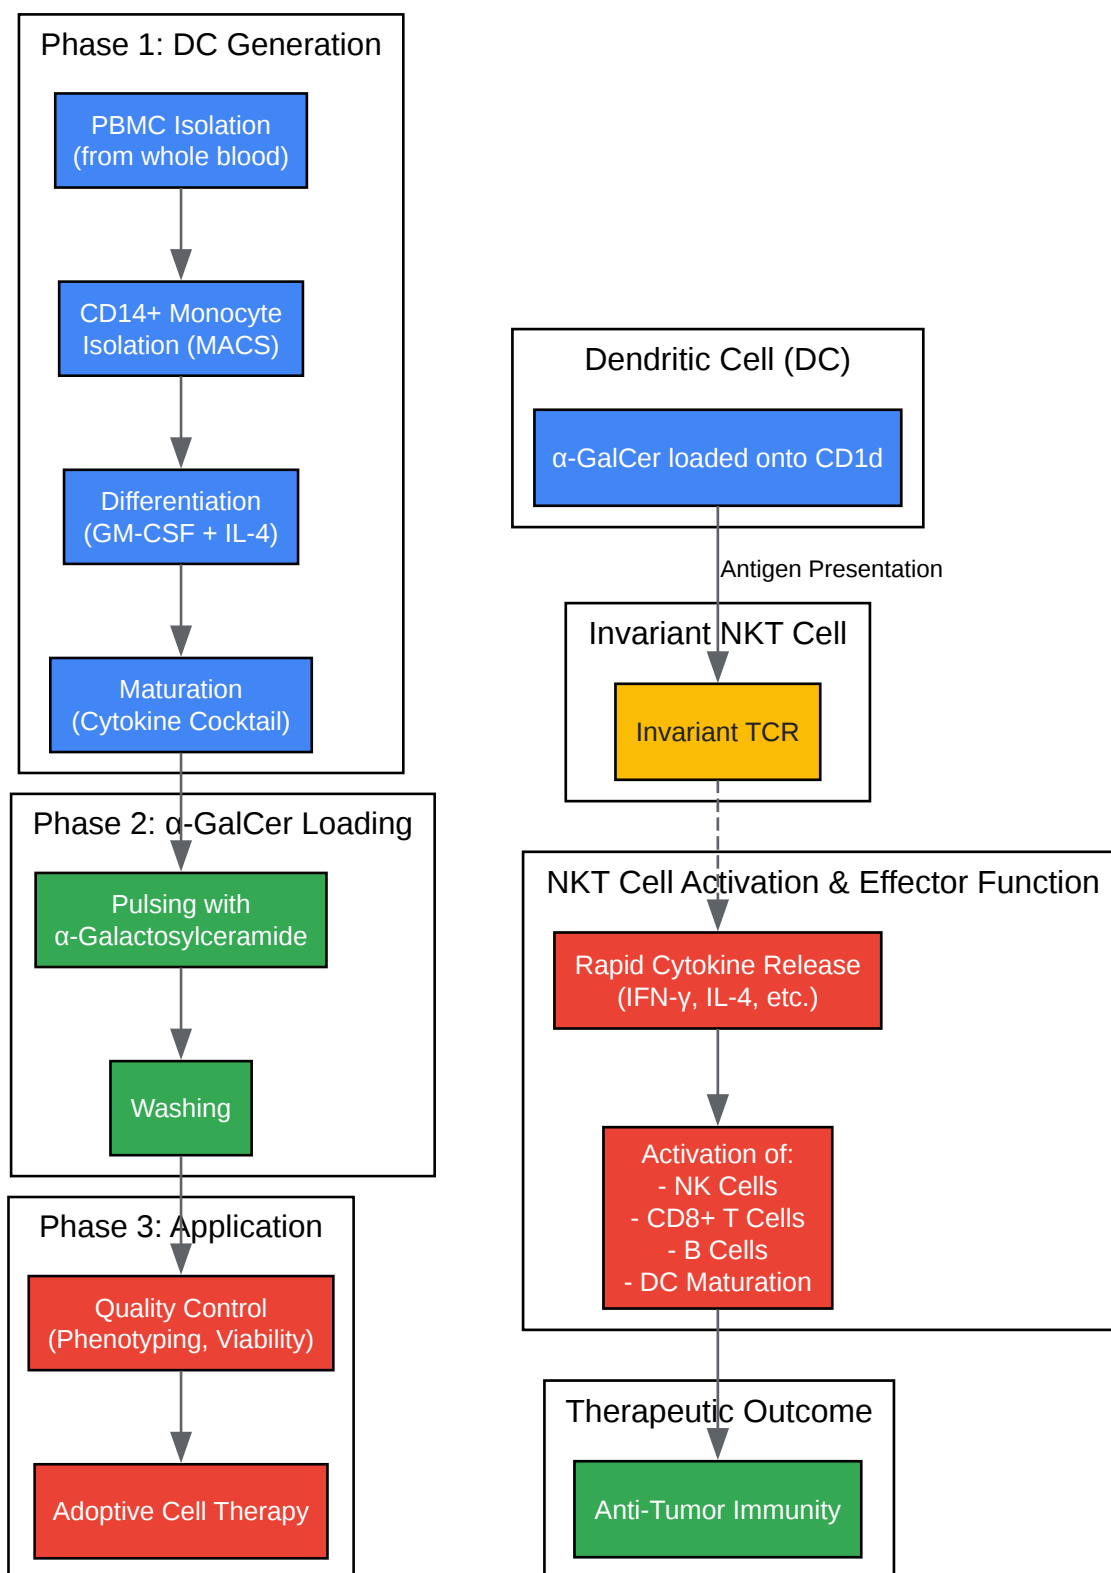 Phase 1: DC Generation
PBMC Isolation
(from whole blood)
CD14+ Monocyte
Isolation (MACS)
Differentiation
(GM-CSF + IL-4)
Maturation
(Cytokine Cocktail)
Phase 2: α-GalCer Loading
Pulsing with
α-Galactosylceramide
Washing
Phase 3: Application
Quality Control
(Phenotyping, Viability)
Adoptive Cell Therapy
Dendritic Cell (DC)
α-GalCer loaded onto CD1d
Antigen Presentation
Invariant NKT Cell
Invariant TCR
NKT Cell Activation & Effector Function
Rapid Cytokine Release
(IFN-γ, IL-4, etc.)
Activation of:
- NK Cells
- CD8+ T Cells
- B Cells
- DC Maturation
Therapeutic Outcome
Anti-Tumor Immunity